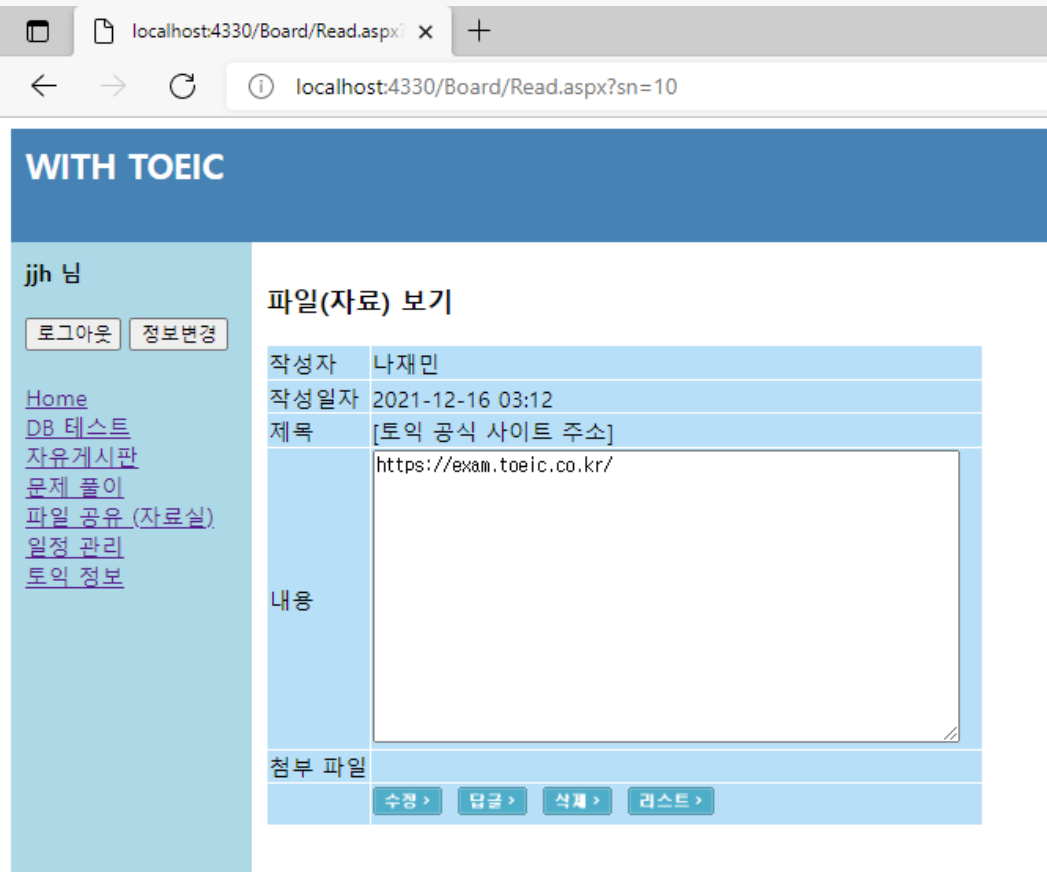 localhost:4330/Board/Read.aspx?
localhost:4330/Board/Read.aspx?sn=10
WITH TOEIC
jjh 님
로그아웃 정보변경
Home
DB 테스트
자유게시판
문제 풀이
파일 공유 (자료실)
일정 관리
토익 정보
파일(자료) 보기
작성자 나재민
작성일자 2021-12-16 03:12
제목 [토익 공식 사이트 주소]
내용 https://exam.toeic.co.kr/
첨부 파일
수정 > 답글 > 삭제 > 리스트 >